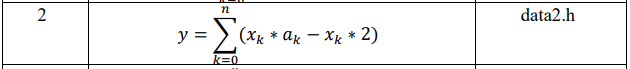 2 y = ∑_{k=0}^{n} (x_k * a_k − x_k * 2) data2.h